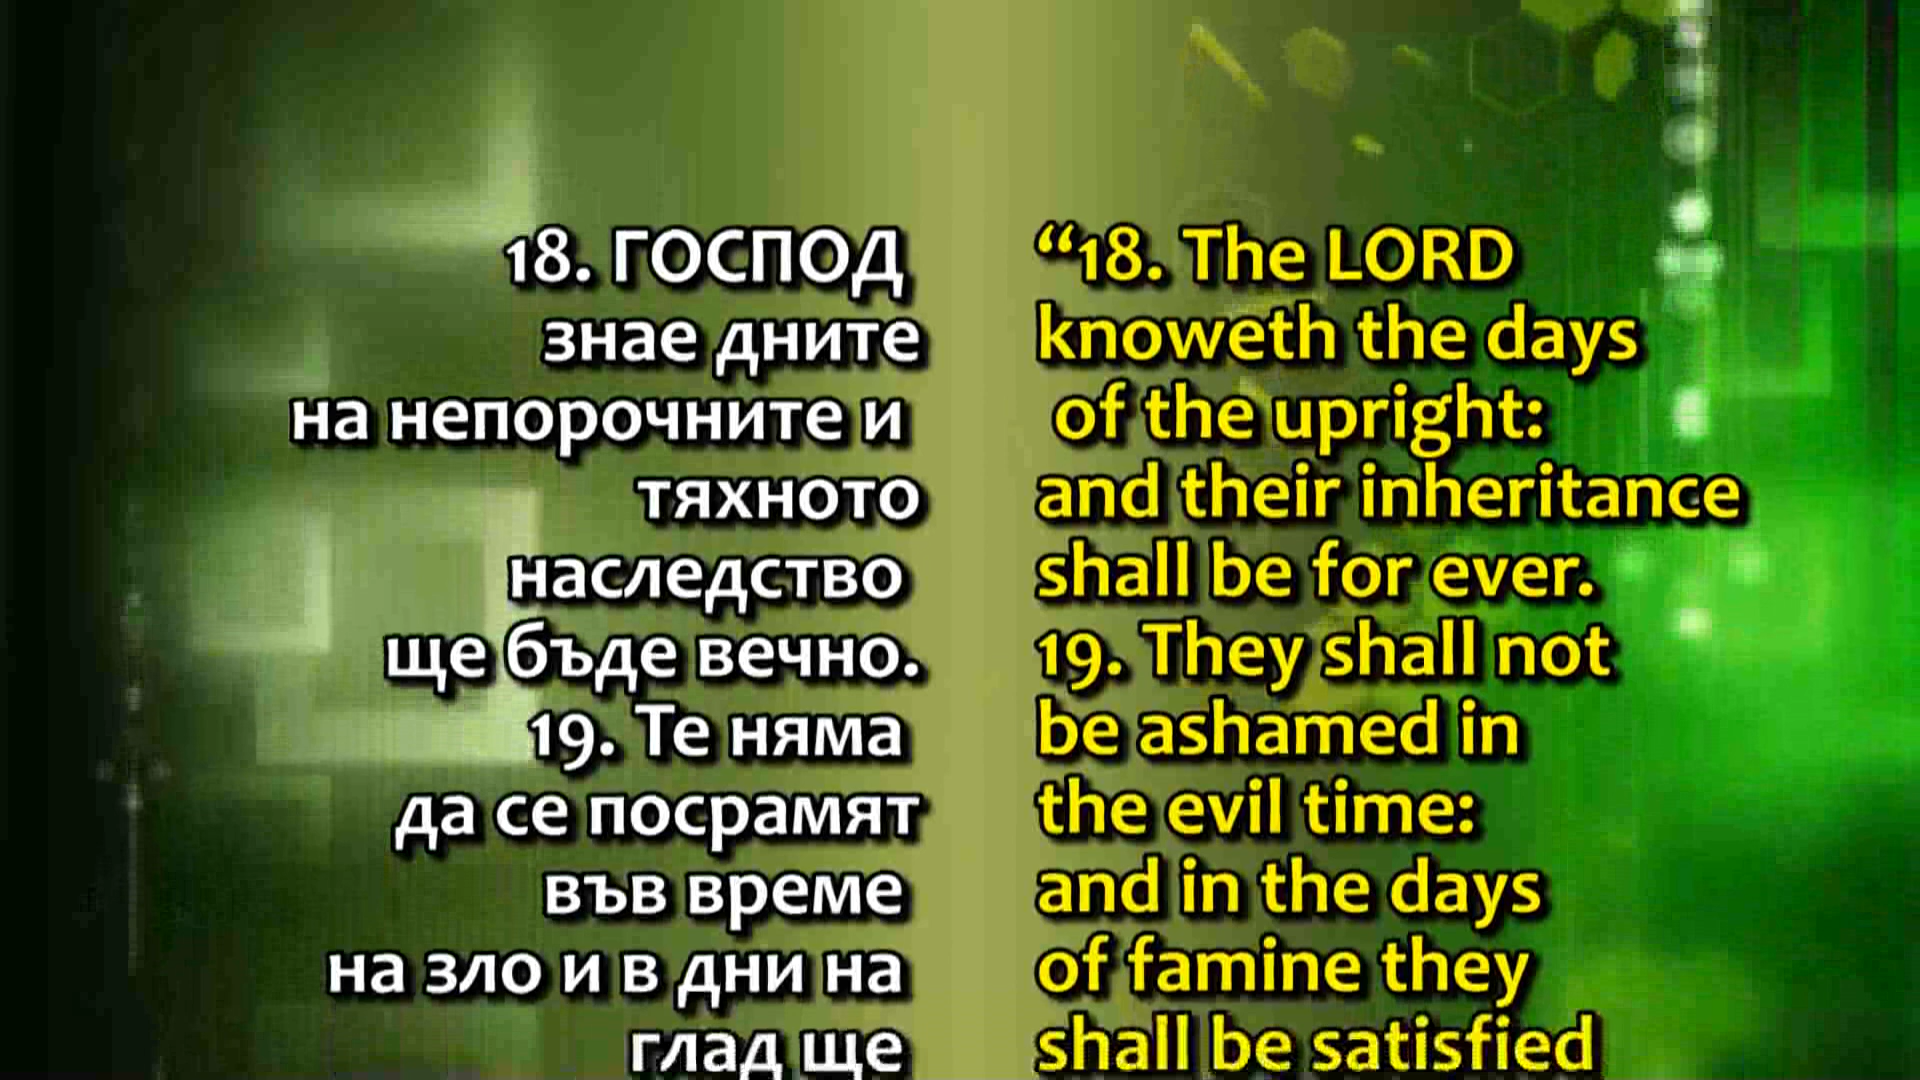 18. ГОСПОД
знае дните
на непорочните и
тяхното
наследство
ще бъде вечно.
19. Те няма
да се посрамят
във време
на зло и в дни на
глад ще
“18. The LORD
knoweth the days
of the upright:
and their inheritance
shall be for ever.
19. They shall not
be ashamed in
the evil time:
and in the days
of famine they
shall be satisfied